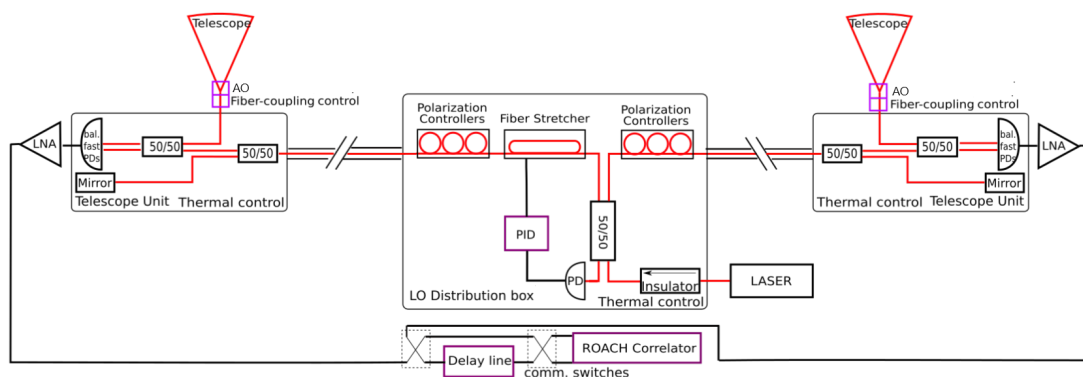 Telescope
AO
Fiber-coupling control
LNA
bal.
fast
PDs
50/50
50/50
Mirror
Telescope Unit
Thermal control
Polarization
Controllers
Fiber Stretcher
Polarization
Controllers
PID
50/50
PD
Insulator
LASER
LO Distribution box
Thermal control
Telescope
AO
Fiber-coupling control
50/50
50/50
bal.
fast
PDs
LNA
Mirror
Thermal control
Telescope Unit
Delay line
ROACH Correlator
comm. switches